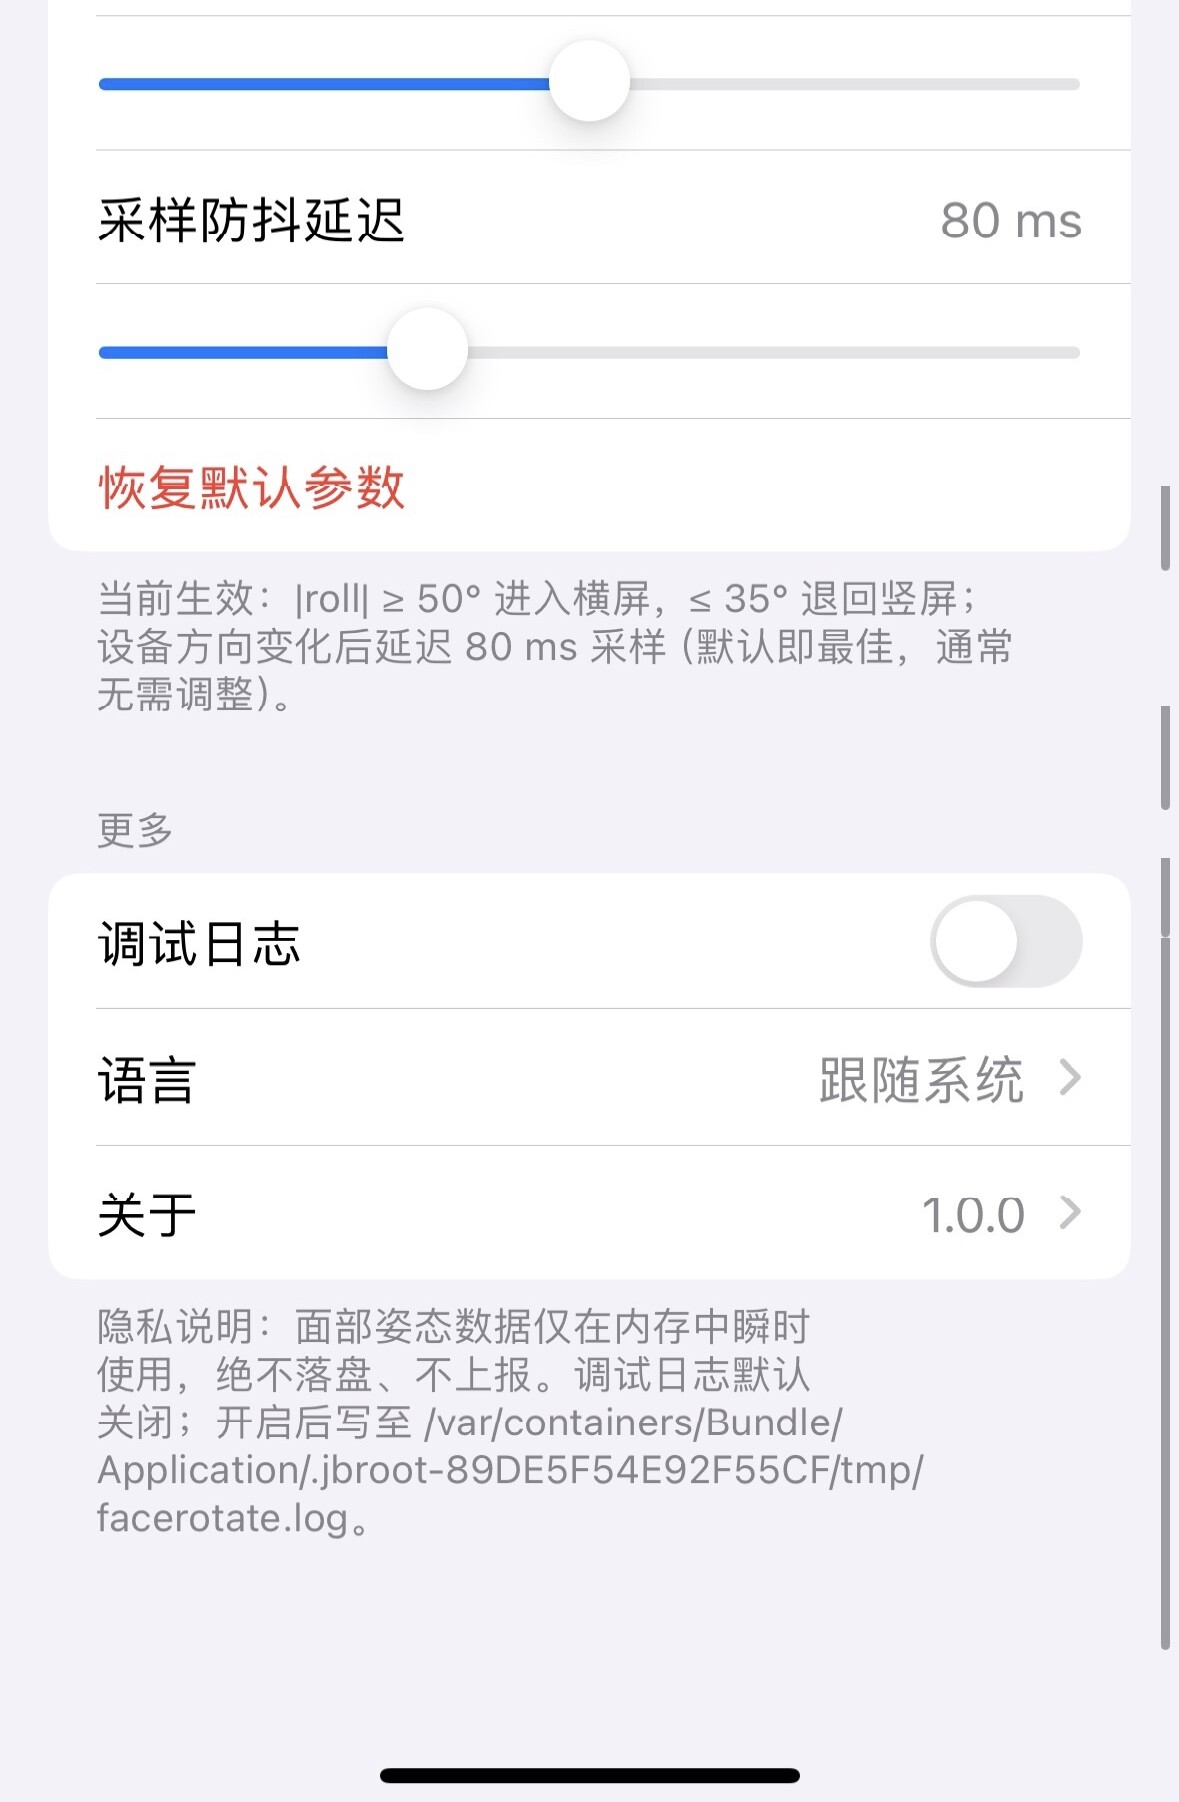 采样防抖延迟 80 ms
恢复默认参数
当前生效：|roll| ≥ 50° 进入横屏，≤ 35° 退回竖屏；
设备方向变化后延迟 80 ms 采样（默认即最佳，通常
无需调整）。
更多
调试日志
语言 跟随系统
关于 1.0.0
隐私说明：面部姿态数据仅在内存中瞬时
使用，绝不落盘、不上报。调试日志默认
关闭；开启后写至 /var/containers/Bundle/
Application/.jbroot-89DE5F54E92F55CF/tmp/
facerotate.log。